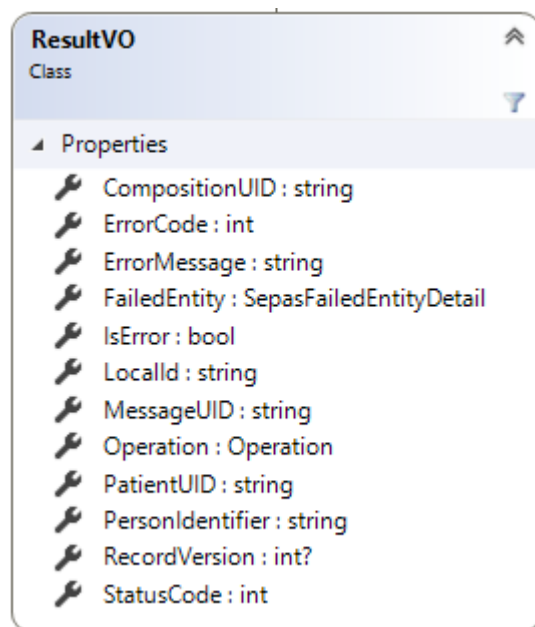 ResultVO
Class
Properties
CompositionUID : string
ErrorCode : int
ErrorMessage : string
FailedEntity : SepasFailedEntityDetail
IsError : bool
LocalId : string
MessageUID : string
Operation : Operation
PatientUID : string
PersonIdentifier : string
RecordVersion : int?
StatusCode : int